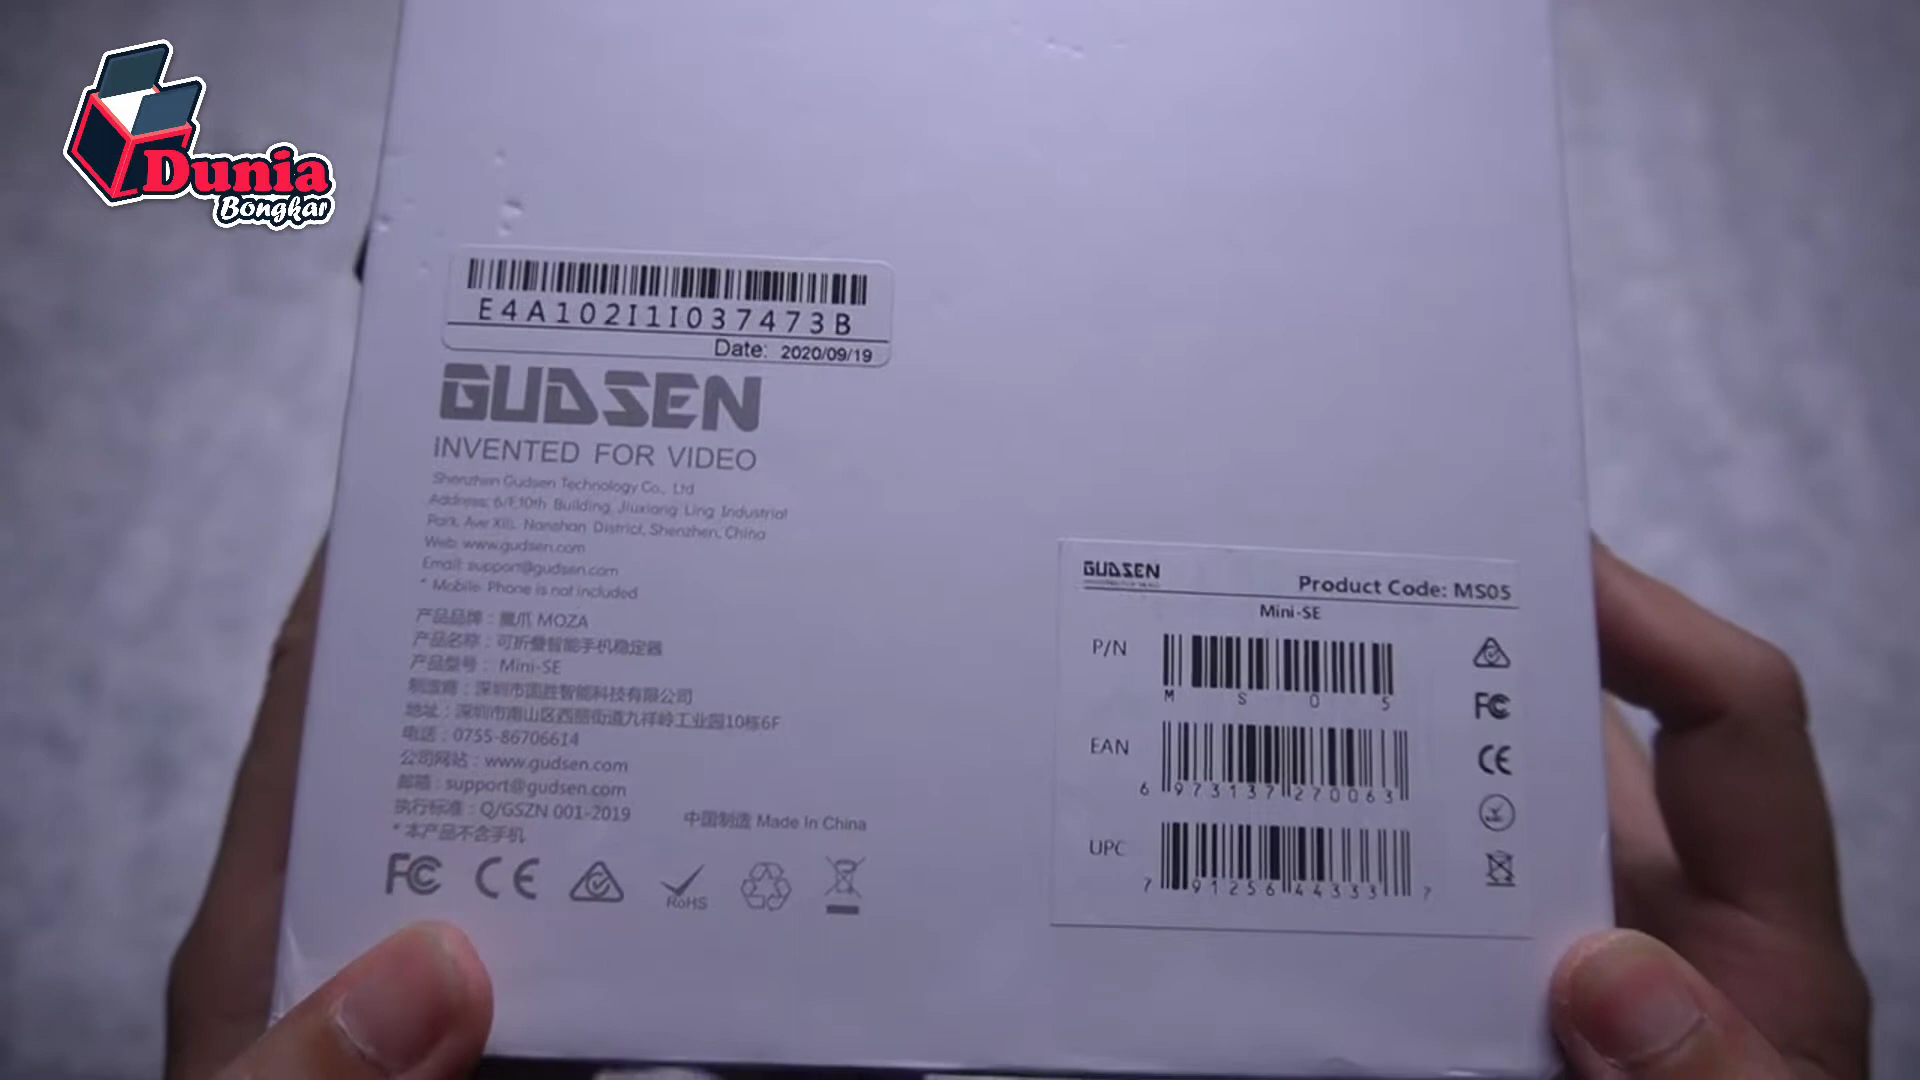 Dunia
Bongkar
E4A102I1I037473B
Date: 2020/09/19
GUDSEN
INVENTED FOR VIDEO
Shenzhen Gudsen Technology Co., Ltd
Address: 6/F,10th Building, Jiuxiang Ling Industrial
Park, Ave Xili, Nanshan District, Shenzhen, China
Web: www.gudsen.com
Email: support@gudsen.com
* Mobile Phone is not included
产品品牌：魔爪 MOZA
产品名称：可折叠智能手机稳定器
产品型号： Mini-SE
制造商：深圳市国胜智能科技有限公司
地址：深圳市南山区西丽街道九祥岭工业园10栋6F
电话：0755-86706614
公司网站：www.gudsen.com
邮箱：support@gudsen.com
执行标准：Q/GSZN 001-2019
* 本产品不含手机
中国制造 Made In China
FC CE RoHS
GUDSEN
Product Code: MS05
Mini-SE
P/N
M S 0 5
EAN
6 973137 270063
UPC
7 91256 44333 7
FC
CE